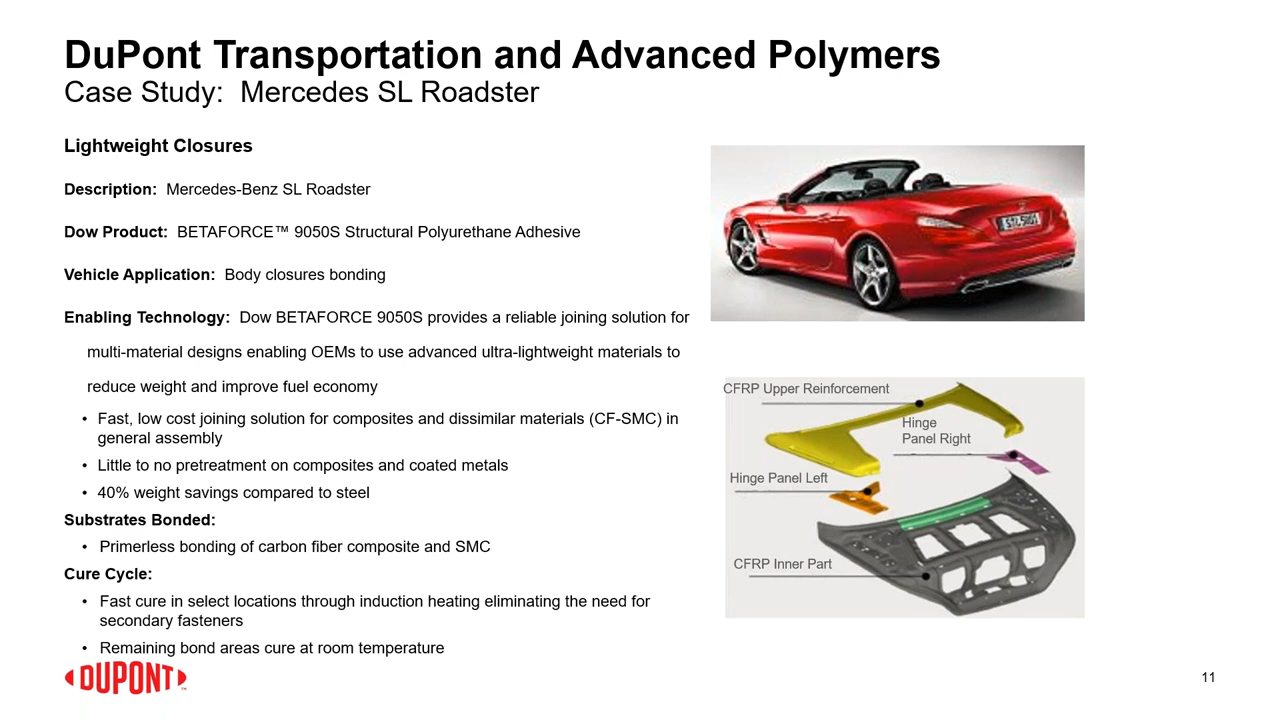 DuPont Transportation and Advanced Polymers
Case Study:  Mercedes SL Roadster
Lightweight Closures
Description:  Mercedes-Benz SL Roadster
Dow Product:  BETAFORCE™ 9050S Structural Polyurethane Adhesive
Vehicle Application:  Body closures bonding
Enabling Technology:  Dow BETAFORCE 9050S provides a reliable joining solution for
multi-material designs enabling OEMs to use advanced ultra-lightweight materials to
reduce weight and improve fuel economy
• Fast, low cost joining solution for composites and dissimilar materials (CF-SMC) in
general assembly
• Little to no pretreatment on composites and coated metals
• 40% weight savings compared to steel
Substrates Bonded:
• Primerless bonding of carbon fiber composite and SMC
Cure Cycle:
• Fast cure in select locations through induction heating eliminating the need for
secondary fasteners
• Remaining bond areas cure at room temperature
CFRP Upper Reinforcement
Hinge
Panel Right
Hinge Panel Left
CFRP Inner Part
DUPONT™
11